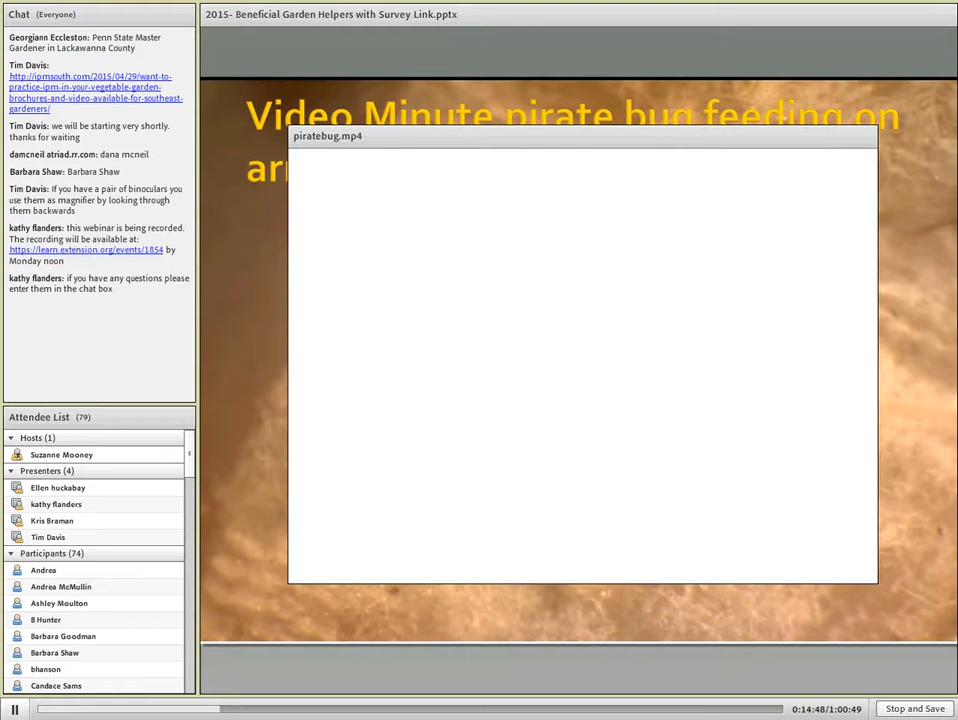 Chat (Everyone)
Georgiann Eccleston: Penn State Master
Gardener in Lackawanna County
Tim Davis:
http://ipmsouth.com/2015/04/29/want-to-
practice-ipm-in-your-vegetable-garden-
brochures-and-video-available-for-southeast-
gardeners/
Tim Davis: we will be starting very shortly.
thanks for waiting
damcneil atriad.rr.com: dana mcneil
Barbara Shaw: Barbara Shaw
Tim Davis: If you have a pair of binoculars you
use them as magnifier by looking through
them backwards
kathy flanders: this webinar is being recorded.
The recording will be available at:
https://learn.extension.org/events/1854 by
Monday noon
kathy flanders: if you have any questions please
enter them in the chat box
Attendee List (79)
Hosts (1)
Suzanne Mooney
Presenters (4)
Ellen huckabay
kathy flanders
Kris Braman
Tim Davis
Participants (74)
Andrea
Andrea McMullin
Ashley Moulton
B Hunter
Barbara Goodman
Barbara Shaw
bhanson
Candace Sams
2015- Beneficial Garden Helpers with Survey Link.pptx
Video Minute pirate bug feeding on
piratebug.mp4
0:14:48/1:00:49
Stop and Save